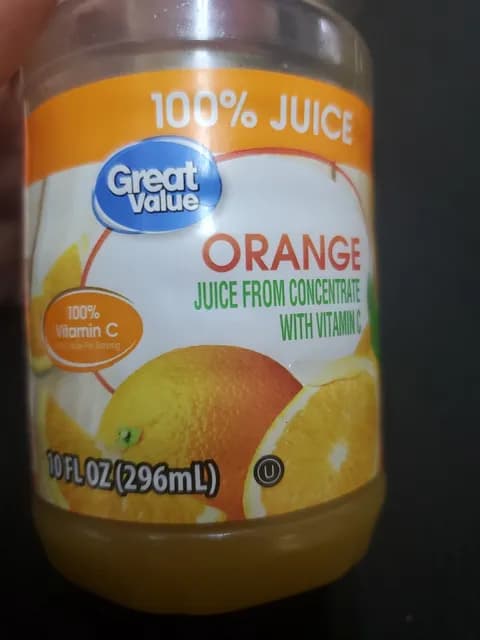 100% JUICE
Great
Value
ORANGE
JUICE FROM CONCENTRATE
WITH VITAMIN C
100%
Vitamin C
10 FL OZ (296mL)
U